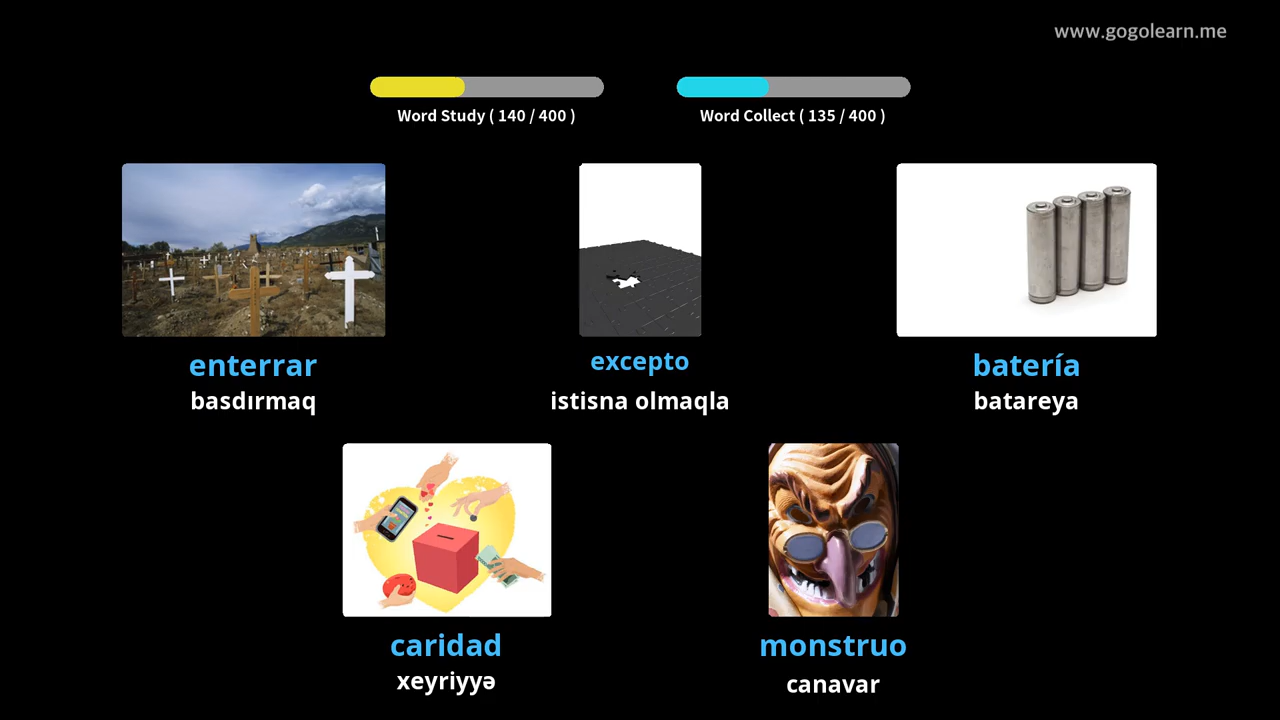 www.gogolearn.me
Word Study ( 140 / 400 )
Word Collect ( 135 / 400 )
enterrar
basdırmaq
excepto
istisna olmaqla
batería
batareya
caridad
xeyriyyə
monstruo
canavar